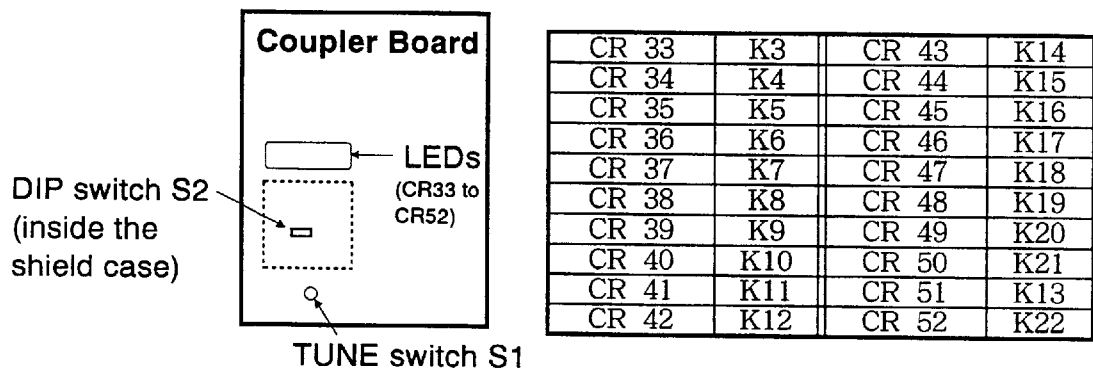 Coupler Board
LEDs
(CR33 to
CR52)
DIP switch S2
(inside the
shield case)
TUNE switch S1
CR 33 K3 CR 43 K14
CR 34 K4 CR 44 K15
CR 35 K5 CR 45 K16
CR 36 K6 CR 46 K17
CR 37 K7 CR 47 K18
CR 38 K8 CR 48 K19
CR 39 K9 CR 49 K20
CR 40 K10 CR 50 K21
CR 41 K11 CR 51 K13
CR 42 K12 CR 52 K22